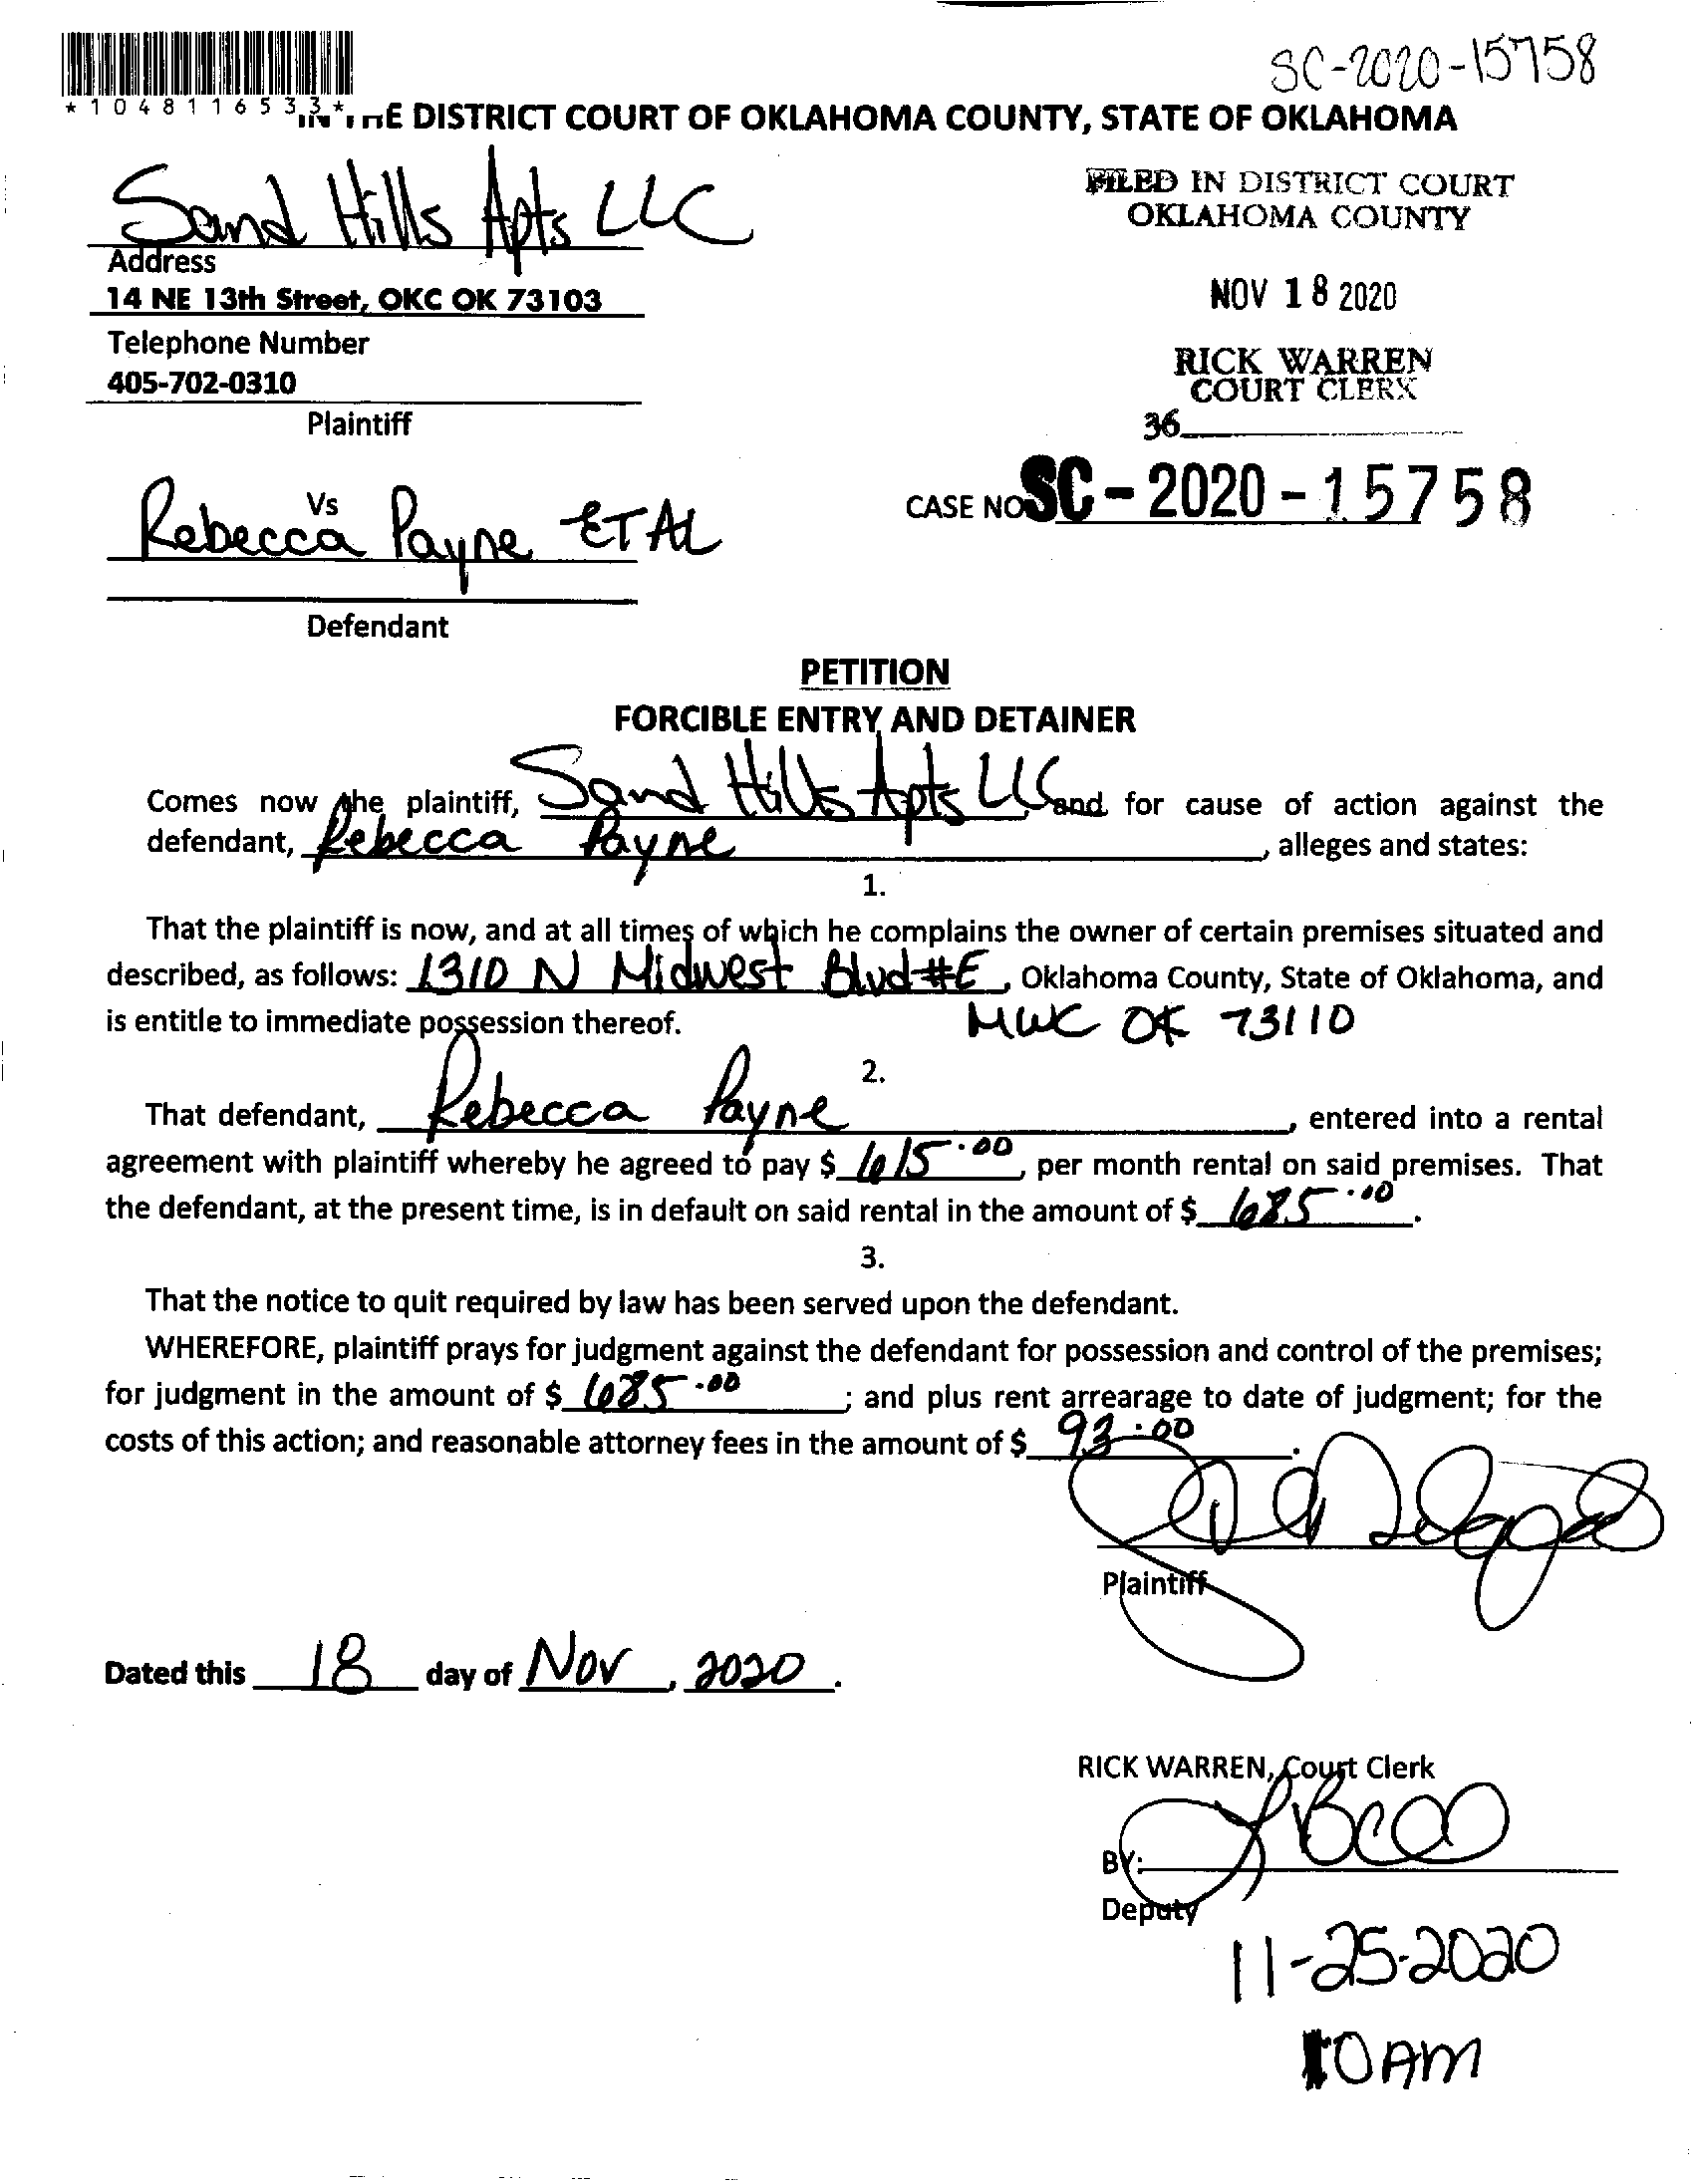 SC-2020-15758
*1048116533*
IN THE DISTRICT COURT OF OKLAHOMA COUNTY, STATE OF OKLAHOMA
Sand Hills Apts LLC
Address
14 NE 13th Street, OKC OK 73103
Telephone Number
405-702-0310
Plaintiff
FILED IN DISTRICT COURT
OKLAHOMA COUNTY
NOV 18 2020
RICK WARREN
COURT CLERK
36
CASE NO SC-2020-15758
Vs
Rebecca Payne ET AL
Defendant
PETITION
FORCIBLE ENTRY AND DETAINER
Comes now the plaintiff, Sand Hills Apts LLC and for cause of action against the
defendant, Rebecca Payne, alleges and states:
1.
That the plaintiff is now, and at all times of which he complains the owner of certain premises situated and
described, as follows: 1310 N Midwest Blvd #E, Oklahoma County, State of Oklahoma, and
is entitle to immediate possession thereof. MWC OK 73110
2.
That defendant, Rebecca Payne, entered into a rental
agreement with plaintiff whereby he agreed to pay $ 615.00, per month rental on said premises. That
the defendant, at the present time, is in default on said rental in the amount of $ 685.00.
3.
That the notice to quit required by law has been served upon the defendant.
WHEREFORE, plaintiff prays for judgment against the defendant for possession and control of the premises;
for judgment in the amount of $ 685.00; and plus rent arrearage to date of judgment; for the
costs of this action; and reasonable attorney fees in the amount of $ 93.00.
Plaintiff
Dated this 18 day of Nov, 2020.
RICK WARREN, Court Clerk
BY:
Deputy
11-25-2020
10 AM